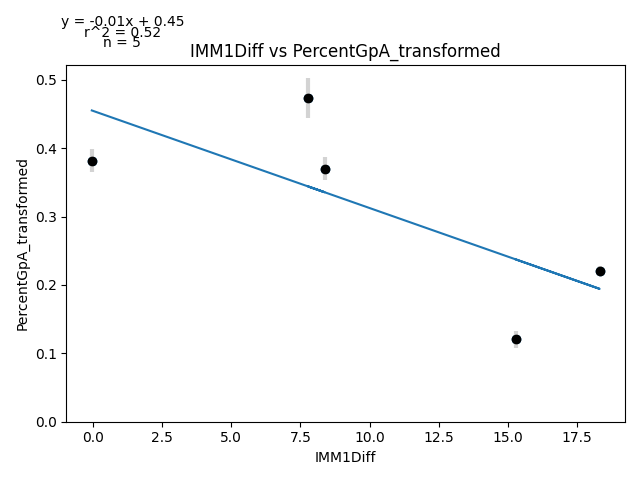 y = -0.01x + 0.45
r^2 = 0.52
n = 5
IMM1Diff vs PercentGpA_transformed
PercentGpA_transformed
0.5
0.4
0.3
0.2
0.1
0.0
0.0 2.5 5.0 7.5 10.0 12.5 15.0 17.5
IMM1Diff